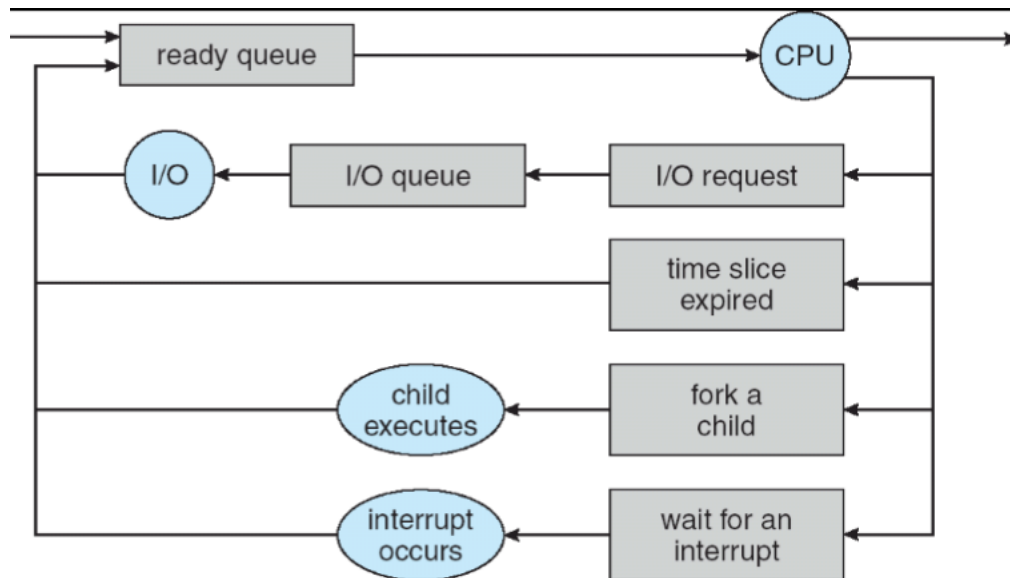 ready queue
CPU
I/O
I/O queue
I/O request
time slice
expired
child
executes
fork a
child
interrupt
occurs
wait for an
interrupt